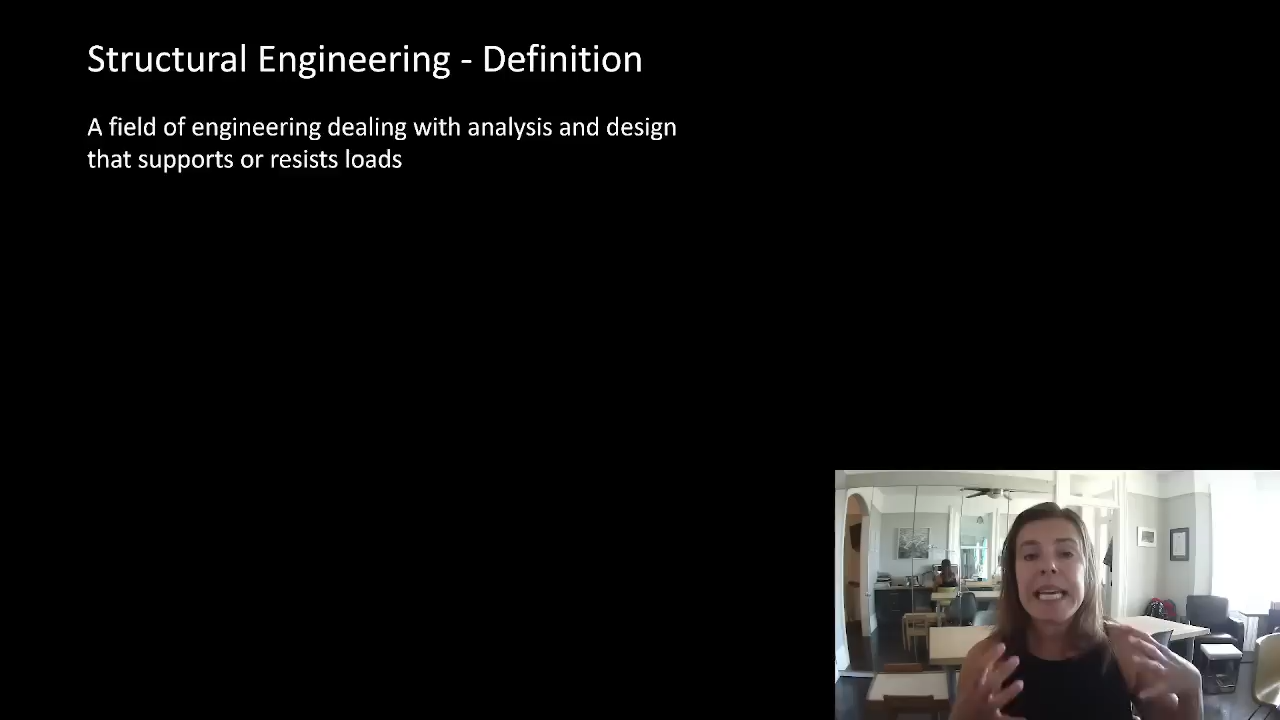 Structural Engineering - Definition
A field of engineering dealing with analysis and design
that supports or resists loads